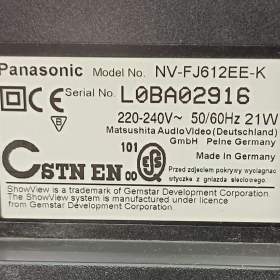 Panasonic Model No. NV-FJ612EE-K
Serial No. L0BA02916
220-240V~ 50/60Hz 21W
Matsushita Audio Video (Deutschland)
GmbH Peine Germany
Made in Germany
101
CSTN EN
Przed zdjęciem pokrywy wyciągnąć
wtyczkę z gniazda sieciowego.
ShowView is a trademark of Gemstar Development Corporation.
The ShowView system is manufactured under licence
from Gemstar Development Corporation.